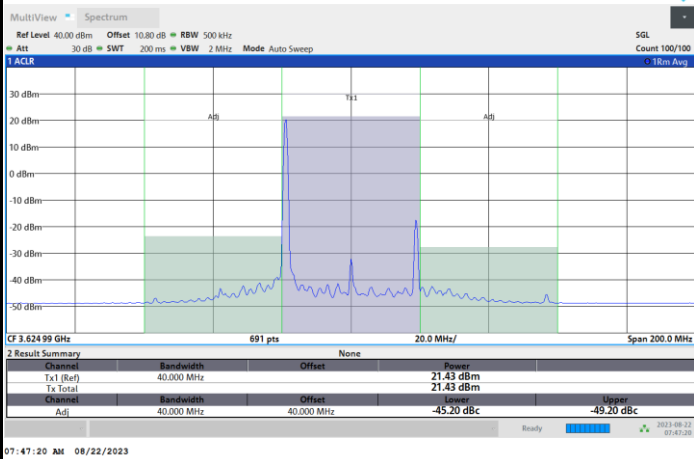 MultiView Spectrum
Ref Level 40.00 dBm Offset 10.80 dB RBW 500 kHz SGL
Att 30 dB SWT 200 ms VBW 2 MHz Mode Auto Sweep Count 100/100
1 ACLR 1Rm Avg
30 dBm
Tx1
20 dBm
Adj Adj
10 dBm
0 dBm
-10 dBm
-20 dBm
-30 dBm
-40 dBm
-50 dBm
CF 3.624 99 GHz 691 pts 20.0 MHz/ Span 200.0 MHz
2 Result Summary None
Channel Bandwidth Offset Power
Tx1 (Ref) 40.000 MHz 21.43 dBm
Tx Total 21.43 dBm
Channel Bandwidth Offset Lower Upper
Adj 40.000 MHz 40.000 MHz -45.20 dBc -49.20 dBc
Ready 2023-08-22
07:47:20
07:47:20 AM 08/22/2023